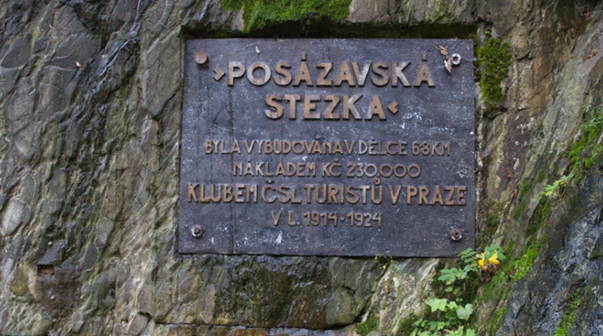 ›POSÁZAVSKÁ
STEZKA‹
BYLA VYBUDOVÁNA V DÉLCE 68 KM
NÁKLADEM KČ 230,000
KLUBEM ČSL. TURISTŮ V PRAZE
V L. 1914-1924